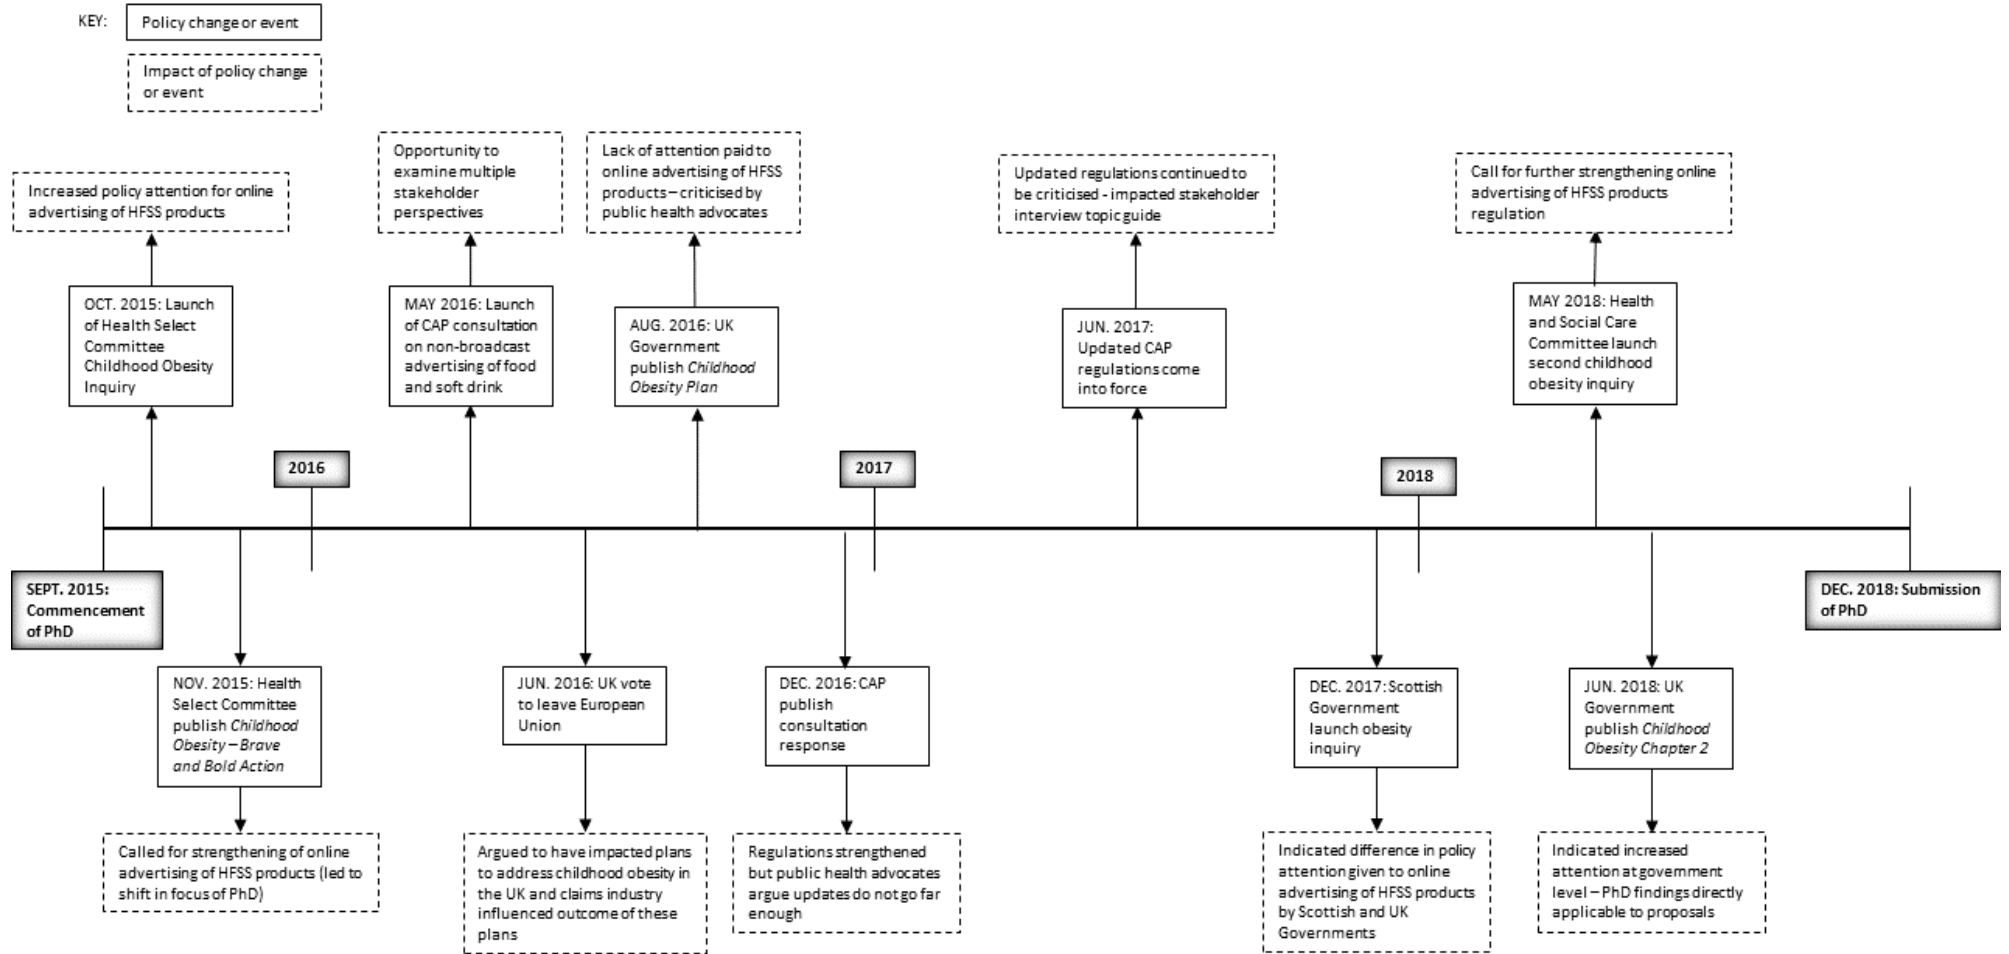 KEY:
Policy change or event
Impact of policy change
or event
Increased policy attention for online
advertising of HFSS products
Opportunity to
examine multiple
stakeholder
perspectives
Lack of attention paid to
online advertising of HFSS
products – criticised by
public health advocates
Updated regulations continued to
be criticised - impacted stakeholder
interview topic guide
Call for further strengthening online
advertising of HFSS products
regulation
OCT. 2015: Launch
of Health Select
Committee
Childhood Obesity
Inquiry
MAY 2016: Launch
of CAP consultation
on non-broadcast
advertising of food
and soft drink
AUG. 2016: UK
Government
publish Childhood
Obesity Plan
JUN. 2017:
Updated CAP
regulations come
into force
MAY 2018: Health
and Social Care
Committee launch
second childhood
obesity inquiry
2016
2017
2018
SEPT. 2015:
Commencement
of PhD
DEC. 2018: Submission
of PhD
NOV. 2015: Health
Select Committee
publish Childhood
Obesity – Brave
and Bold Action
JUN. 2016: UK vote
to leave European
Union
DEC. 2016: CAP
publish
consultation
response
DEC. 2017: Scottish
Government
launch obesity
inquiry
JUN. 2018: UK
Government
publish Childhood
Obesity Chapter 2
Called for strengthening of online
advertising of HFSS products (led to
shift in focus of PhD)
Argued to have impacted plans
to address childhood obesity in
the UK and claims industry
influenced outcome of these
plans
Regulations strengthened
but public health advocates
argue updates do not go far
enough
Indicated difference in policy
attention given to online
advertising of HFSS products
by Scottish and UK
Governments
Indicated increased
attention at government
level – PhD findings directly
applicable to proposals